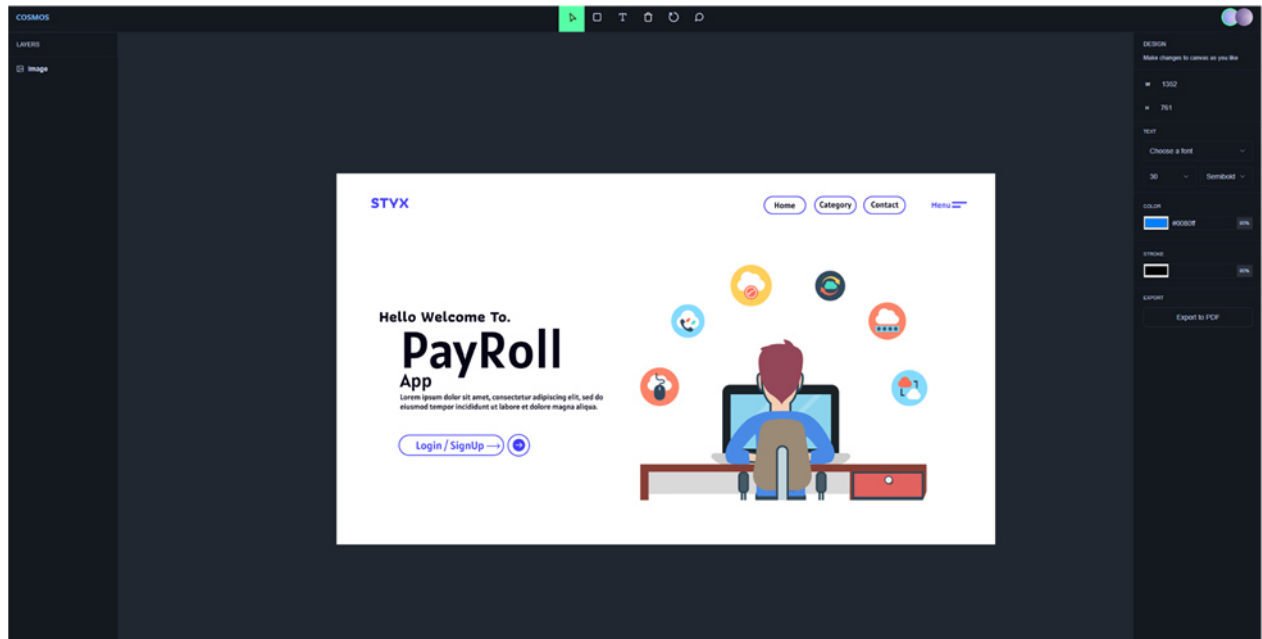 COSMOS
LAYERS
Image
STYX
Home
Category
Contact
Menu
Hello Welcome To.
PayRoll
App
Lorem ipsum dolor sit amet, consectetur adipiscing elit, sed do
eiusmod tempor incididunt ut labore et dolore magna aliqua.
Login / SignUp
DESIGN
Make changes to canvas as you like
W 1352
H 761
TEXT
Choose a font
30
Semibold
COLOR
#0080ff
STROKE
EXPORT
Export to PDF